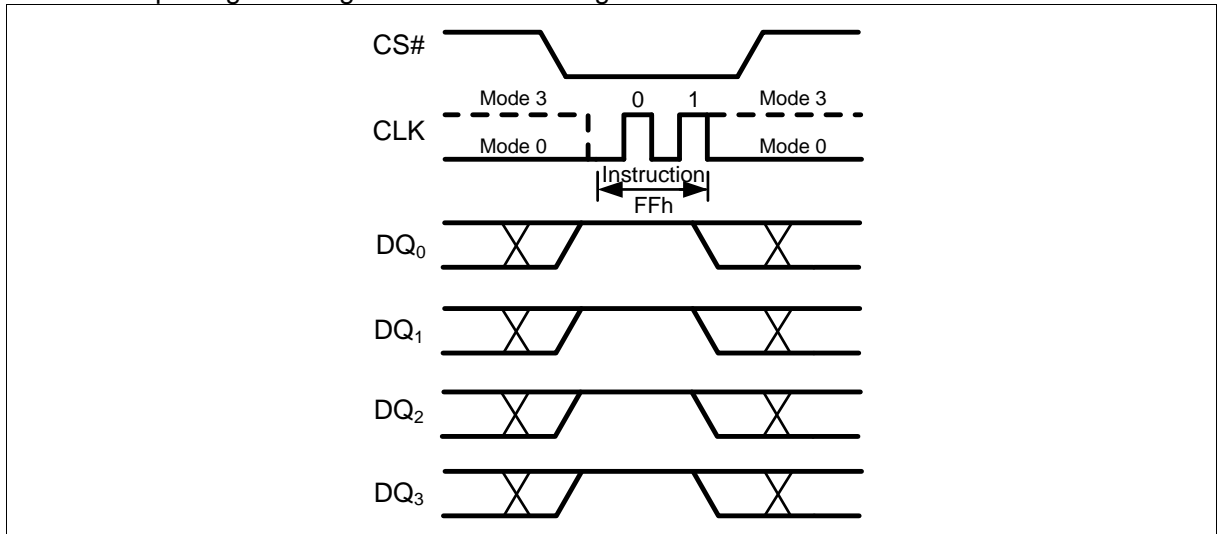 CS#
Mode 3 0 1 Mode 3
CLK
Mode 0 Mode 0
Instruction
FFh
DQ₀
DQ₁
DQ₂
DQ₃